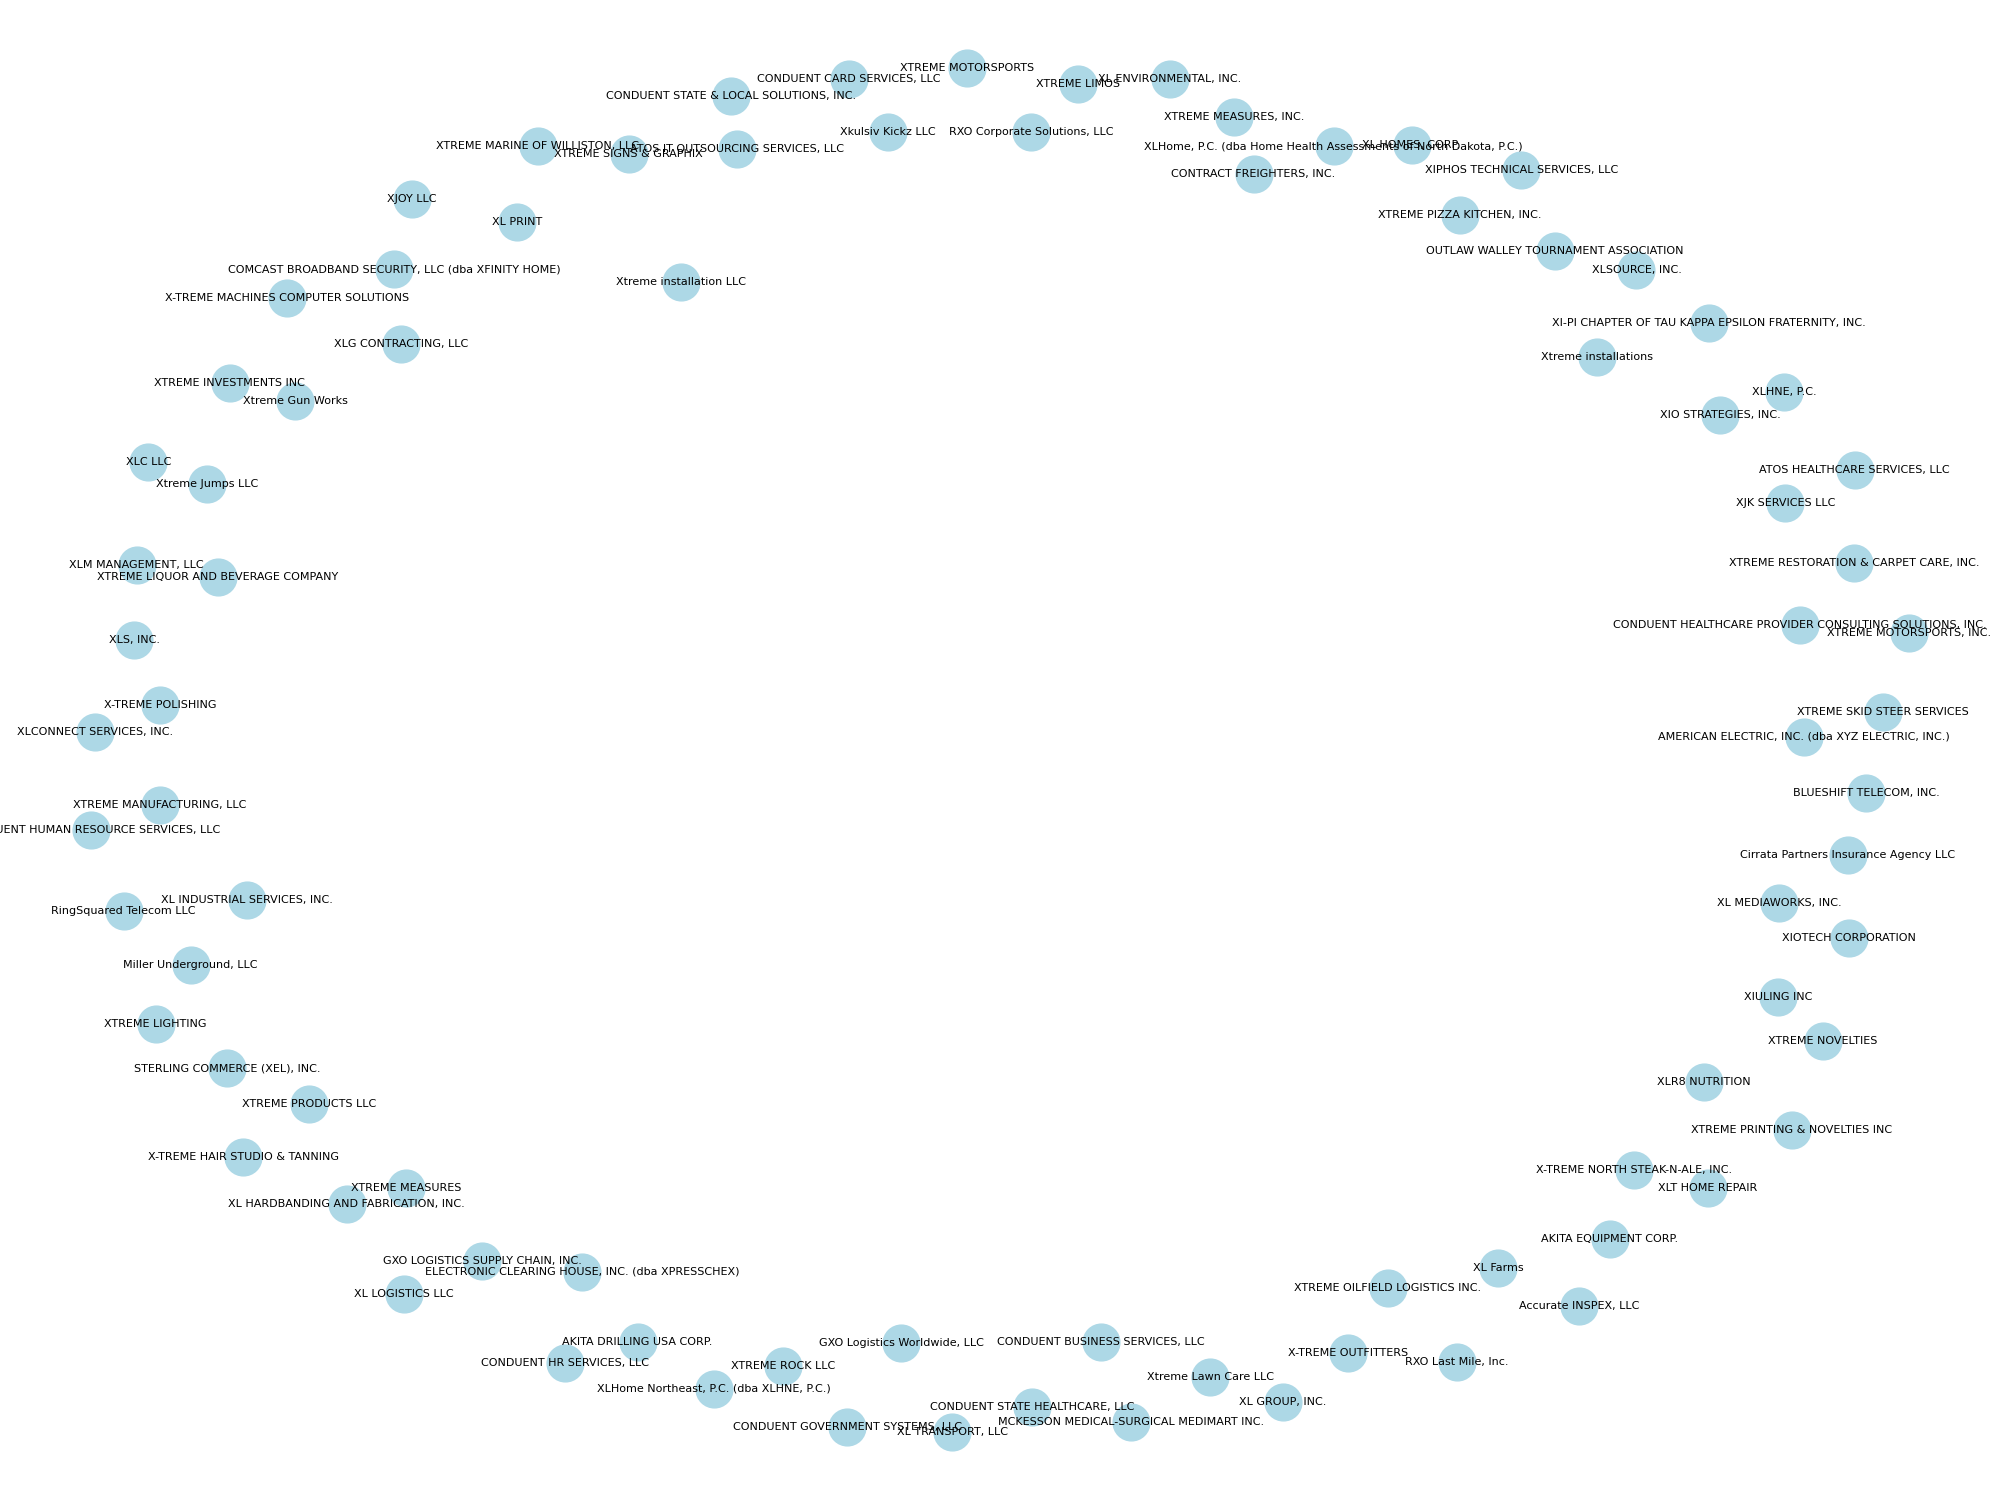 XTREME MOTORSPORTS
CONDUENT CARD SERVICES, LLC
XL ENVIRONMENTAL, INC.
XTREME LIMOS
CONDUENT STATE & LOCAL SOLUTIONS, INC.
XTREME MEASURES, INC.
Xkulsiv Kickz LLC
RXO Corporate Solutions, LLC
XTREME MARINE OF WILLISTON, LLC
XTREME SIGNS & GRAPHIX
ATOS IT OUTSOURCING SERVICES, LLC
XLHome, P.C. (dba Home Health Assessments of North Dakota, P.C.)
XL HOMES, CORP.
CONTRACT FREIGHTERS, INC.
XIPHOS TECHNICAL SERVICES, LLC
XJOY LLC
XL PRINT
XTREME PIZZA KITCHEN, INC.
OUTLAW WALLEY TOURNAMENT ASSOCIATION
COMCAST BROADBAND SECURITY, LLC (dba XFINITY HOME)
XLSOURCE, INC.
Xtreme installation LLC
X-TREME MACHINES COMPUTER SOLUTIONS
XI-PI CHAPTER OF TAU KAPPA EPSILON FRATERNITY, INC.
XLG CONTRACTING, LLC
Xtreme installations
XTREME INVESTMENTS INC
XLHNE, P.C.
Xtreme Gun Works
XIO STRATEGIES, INC.
XLC LLC
ATOS HEALTHCARE SERVICES, LLC
Xtreme Jumps LLC
XJK SERVICES LLC
XLM MANAGEMENT, LLC
XTREME RESTORATION & CARPET CARE, INC.
XTREME LIQUOR AND BEVERAGE COMPANY
CONDUENT HEALTHCARE PROVIDER CONSULTING SOLUTIONS, INC.
XTREME MOTORSPORTS, INC.
XLS, INC.
X-TREME POLISHING
XTREME SKID STEER SERVICES
XLCONNECT SERVICES, INC.
AMERICAN ELECTRIC, INC. (dba XYZ ELECTRIC, INC.)
BLUESHIFT TELECOM, INC.
XTREME MANUFACTURING, LLC
UENT HUMAN RESOURCE SERVICES, LLC
Cirrata Partners Insurance Agency LLC
XL INDUSTRIAL SERVICES, INC.
XL MEDIAWORKS, INC.
RingSquared Telecom LLC
XIOTECH CORPORATION
Miller Underground, LLC
XIULING INC
XTREME LIGHTING
XTREME NOVELTIES
STERLING COMMERCE (XEL), INC.
XLR8 NUTRITION
XTREME PRODUCTS LLC
XTREME PRINTING & NOVELTIES INC
X-TREME HAIR STUDIO & TANNING
X-TREME NORTH STEAK-N-ALE, INC.
XTREME MEASURES
XLT HOME REPAIR
XL HARDBANDING AND FABRICATION, INC.
AKITA EQUIPMENT CORP.
GXO LOGISTICS SUPPLY CHAIN, INC.
XL Farms
ELECTRONIC CLEARING HOUSE, INC. (dba XPRESSCHEX)
XTREME OILFIELD LOGISTICS INC.
XL LOGISTICS LLC
Accurate INSPEX, LLC
AKITA DRILLING USA CORP.
GXO Logistics Worldwide, LLC
CONDUENT BUSINESS SERVICES, LLC
X-TREME OUTFITTERS
CONDUENT HR SERVICES, LLC
RXO Last Mile, Inc.
XTREME ROCK LLC
Xtreme Lawn Care LLC
XLHome Northeast, P.C. (dba XLHNE, P.C.)
XL GROUP, INC.
CONDUENT STATE HEALTHCARE, LLC
MCKESSON MEDICAL-SURGICAL MEDIMART INC.
CONDUENT GOVERNMENT SYSTEMS, LLC
XL TRANSPORT, LLC